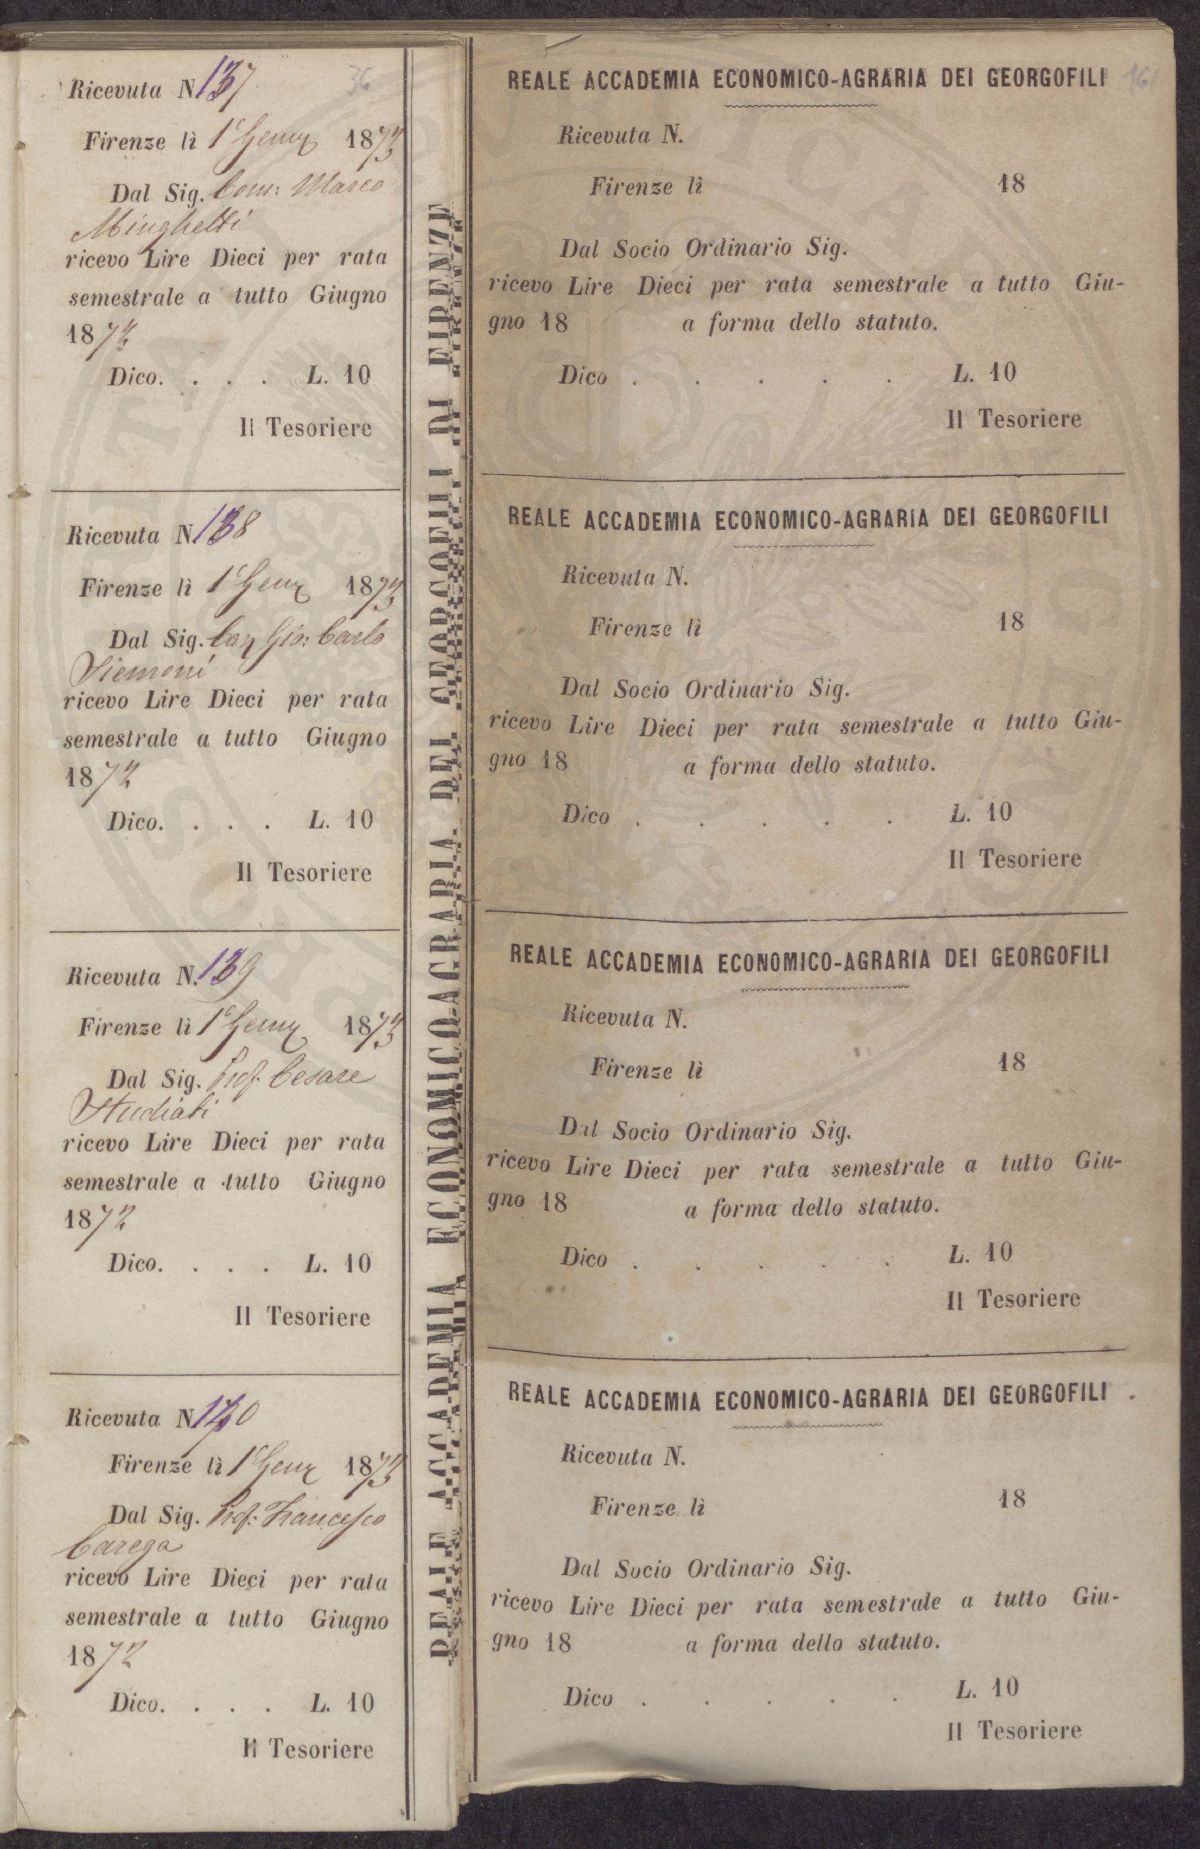 Ricevuta N. 137
36
Firenze lì 1° Genn 1873
Dal Sig. Com: Marco
Minghetti
ricevo Lire Dieci per rata
semestrale a tutto Giugno
1872
Dico. . . . L. 10
Il Tesoriere
Ricevuta N. 138
Firenze lì 1° Genn 1873
Dal Sig. Cav Gio: Carlo
Siemoni
ricevo Lire Dieci per rata
semestrale a tutto Giugno
1872
Dico. . . . L. 10
Il Tesoriere
Ricevuta N. 139
Firenze lì 1° Genn 1873
Dal Sig. Prof. Cesare
Studiati
ricevo Lire Dieci per rata
semestrale a tutto Giugno
1872
Dico. . . . L. 10
Il Tesoriere
Ricevuta N. 140
Firenze lì 1° Genn 1873
Dal Sig. Prof. Francesco
Carega
ricevo Lire Dieci per rata
semestrale a tutto Giugno
1872
Dico. . . . L. 10
Il Tesoriere
REALE ACCADEMIA ECONOMICO-AGRARIA DEI GEORGOFILI DI FIRENZE
REALE ACCADEMIA ECONOMICO-AGRARIA DEI GEORGOFILI
Ricevuta N.
Firenze lì 18
Dal Socio Ordinario Sig.
ricevo Lire Dieci per rata semestrale a tutto Giu-
gno 18 a forma dello statuto.
Dico . . . . . L. 10
Il Tesoriere
REALE ACCADEMIA ECONOMICO-AGRARIA DEI GEORGOFILI
Ricevuta N.
Firenze lì 18
Dal Socio Ordinario Sig.
ricevo Lire Dieci per rata semestrale a tutto Giu-
gno 18 a forma dello statuto.
Dico . . . . . L. 10
Il Tesoriere
REALE ACCADEMIA ECONOMICO-AGRARIA DEI GEORGOFILI
Ricevuta N.
Firenze lì 18
Dal Socio Ordinario Sig.
ricevo Lire Dieci per rata semestrale a tutto Giu-
gno 18 a forma dello statuto.
Dico . . . . . L. 10
Il Tesoriere
REALE ACCADEMIA ECONOMICO-AGRARIA DEI GEORGOFILI
Ricevuta N.
Firenze lì 18
Dal Socio Ordinario Sig.
ricevo Lire Dieci per rata semestrale a tutto Giu-
gno 18 a forma dello statuto.
Dico . . . . . L. 10
Il Tesoriere